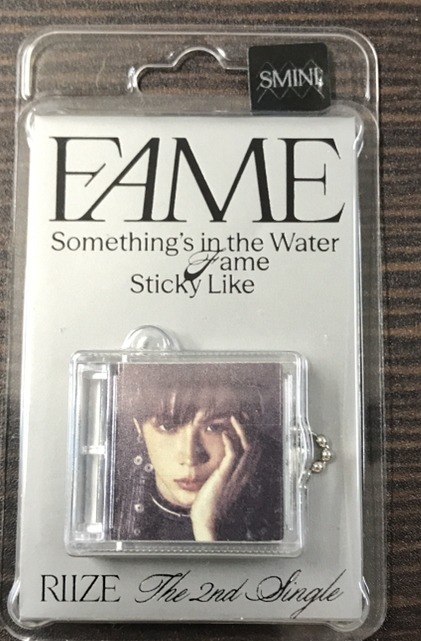 SMINI
FAME
Something's in the Water
Fame
Sticky Like
RIIZE The 2nd Single